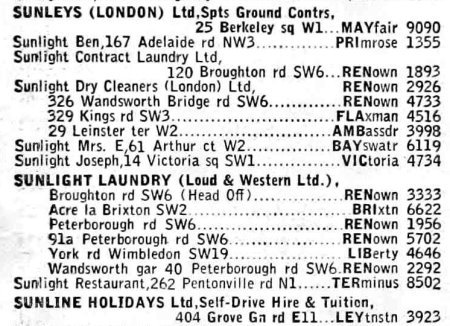 SUNLEYS (LONDON) Ltd,Spts Ground Contrs,
25 Berkeley sq W1...MAYfair 9090
Sunlight Ben,167 Adelaide rd NW3.............PRImrose 1355
Sunlight Contract Laundry Ltd,
120 Broughton rd SW6...RENown 1893
Sunlight Dry Cleaners (London) Ltd, RENown 2926
326 Wandsworth Bridge rd SW6............RENown 4733
329 Kings rd SW3.............................FLAxman 4516
29 Leinster ter W2..........................AMBassdr 3998
Sunlight Mrs. E,61 Arthur ct W2..............BAYswatr 6119
Sunlight Joseph,14 Victoria sq SW1...........VICtoria 4734
SUNLIGHT LAUNDRY (Loud & Western Ltd.),
Broughton rd SW6 (Head Off)..............RENown 3333
Acre la Brixton SW2.........................BRIxtn 6622
Peterborough rd SW6......................RENown 1956
91a Peterborough rd SW6.................RENown 5702
York rd Wimbledon SW19.................LIBerty 4646
Wandsworth gar 40 Peterborough rd SW6.RENown 2292
Sunlight Restaurant,262 Pentonville rd N1.....TERminus 8502
SUNLINE HOLIDAYS Ltd,Self-Drive Hire & Tuition,
404 Grove Gn rd E11...LEYtnstn 3923